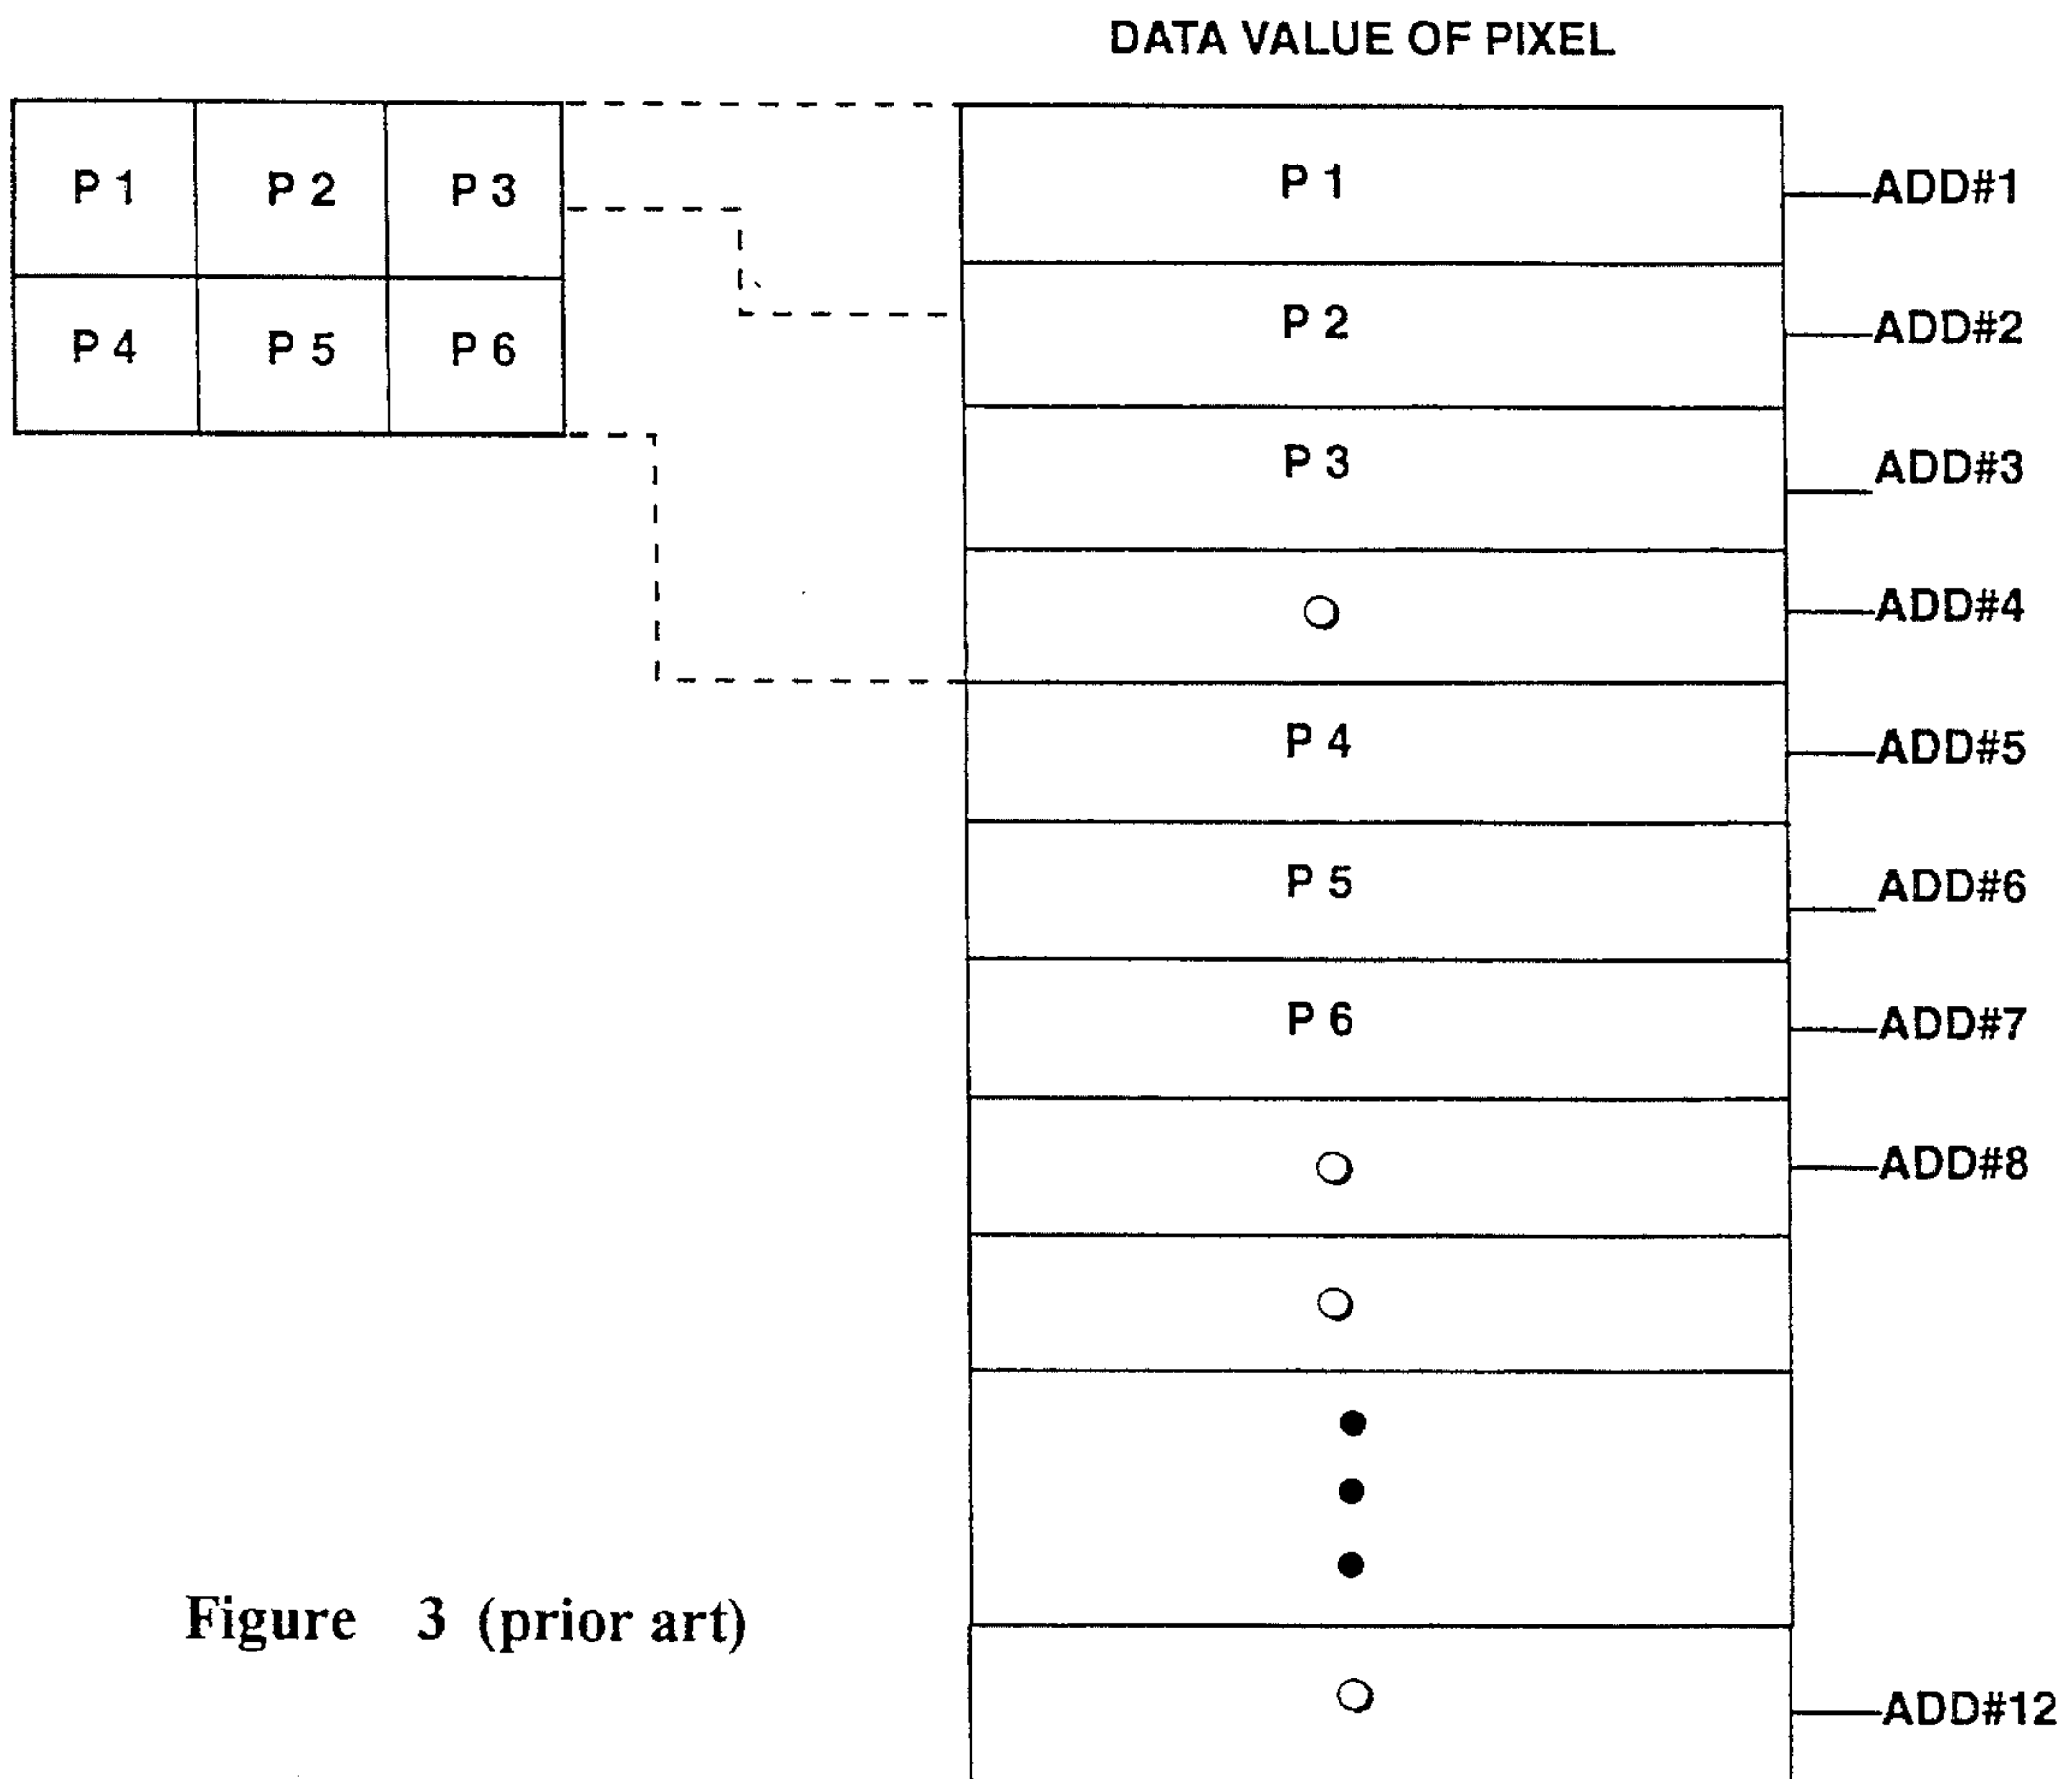 DATA VALUE OF PIXEL
P 1 P 2 P 3
P 4 P 5 P 6
P 1 ADD#1
P 2 ADD#2
P 3 ADD#3
O ADD#4
P 4 ADD#5
P 5 ADD#6
P 6 ADD#7
O ADD#8
O
O ADD#12
Figure 3 (prior art)